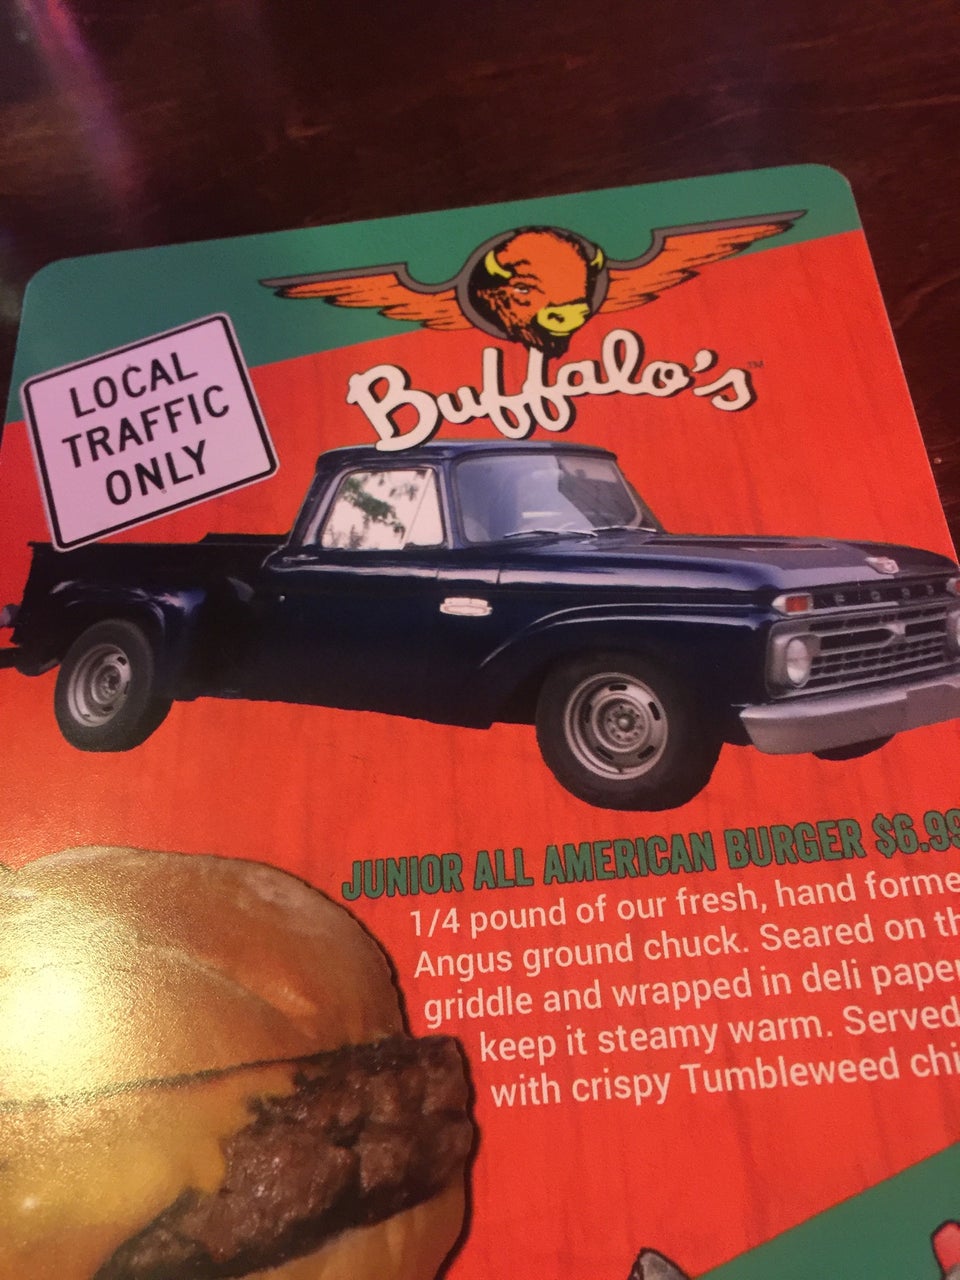 LOCAL
TRAFFIC
ONLY
Buffalo's™
FORD
JUNIOR ALL AMERICAN BURGER $6.99
1/4 pound of our fresh, hand forme
Angus ground chuck. Seared on th
griddle and wrapped in deli paper
keep it steamy warm. Served
with crispy Tumbleweed chi